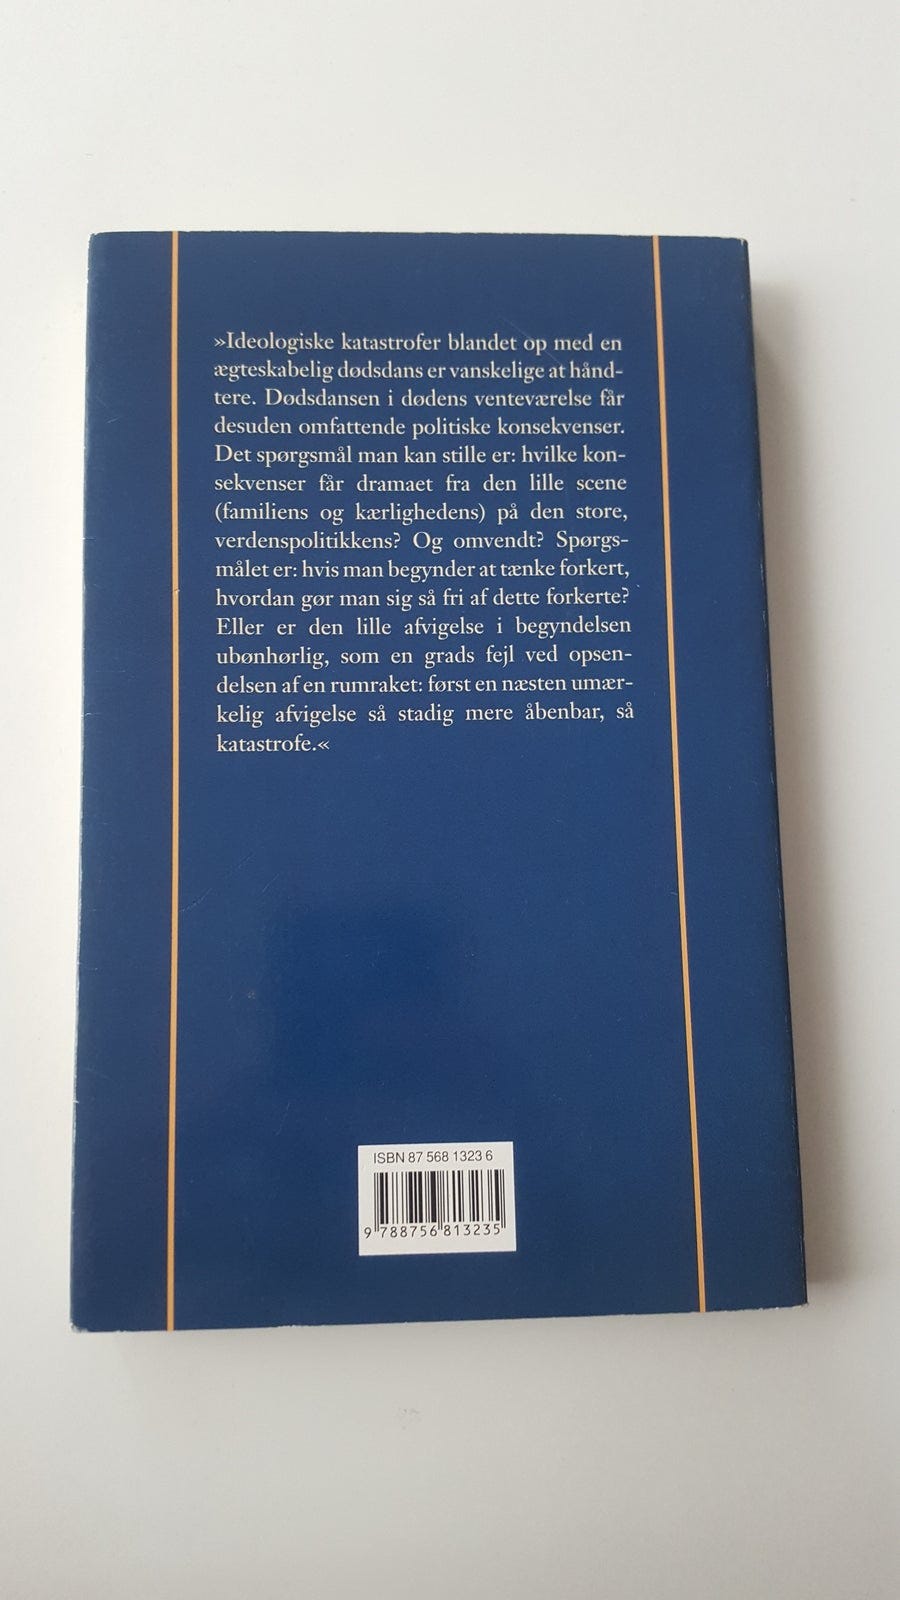 »Ideologiske katastrofer blandet op med en
ægteskabelig dødsdans er vanskelige at hånd-
tere. Dødsdansen i dødens venteværelse får
desuden omfattende politiske konsekvenser.
Det spørgsmål man kan stille er: hvilke kon-
sekvenser får dramaet fra den lille scene
(familiens og kærlighedens) på den store,
verdenspolitikkens? Og omvendt? Spørgs-
målet er: hvis man begynder at tænke forkert,
hvordan gør man sig så fri af dette forkerte?
Eller er den lille afvigelse i begyndelsen
ubønhørlig, som en grads fejl ved opsen-
delsen af en rumraket: først en næsten umær-
kelig afvigelse så stadig mere åbenbar, så
katastrofe.«
ISBN 87 568 1323 6
9 788756 813235